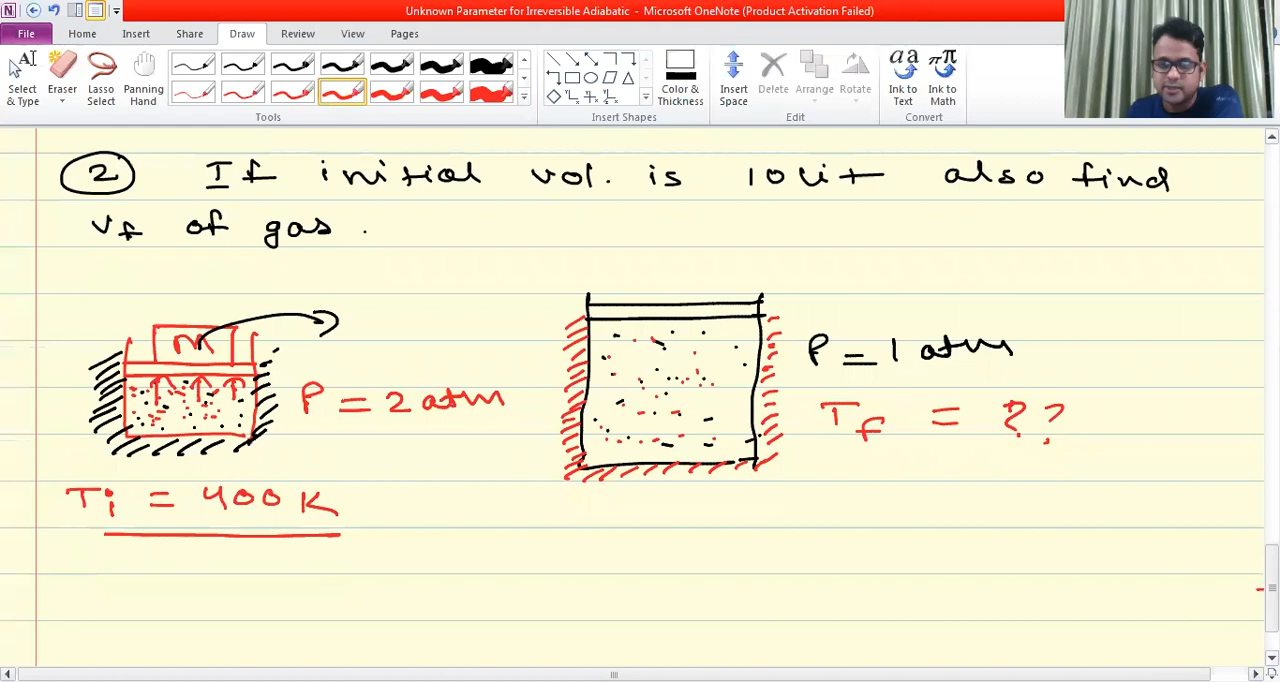 Unknown Parameter for Irreversible Adiabatic - Microsoft OneNote (Product Activation Failed)
File Home Insert Share Draw Review View Pages
Select & Type
Eraser
Lasso Select
Panning Hand
Color & Thickness
Insert Space
Delete
Arrange
Rotate
Ink to Text
Ink to Math
Tools
Insert Shapes
Edit
Convert
2 If initial vol. is 10 lit also find
Vf of gas.
M
P = 2 atm
Ti = 400 K
P = 1 atm
Tf = ??